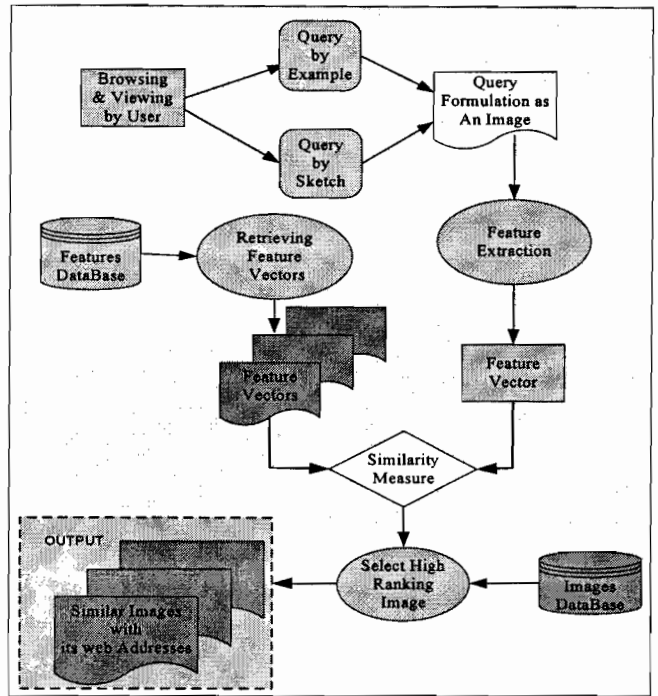 Query
by
Example
Browsing
& Viewing
by User
Query
Formulation as
An Image
Query
by
Sketch
Features
DataBase
Retrieving
Feature
Vectors
Feature
Extraction
Feature
Vectors
Feature
Vector
Similarity
Measure
OUTPUT
Similar Images
with
its web Addresses
Select High
Ranking
Image
Images
DataBase